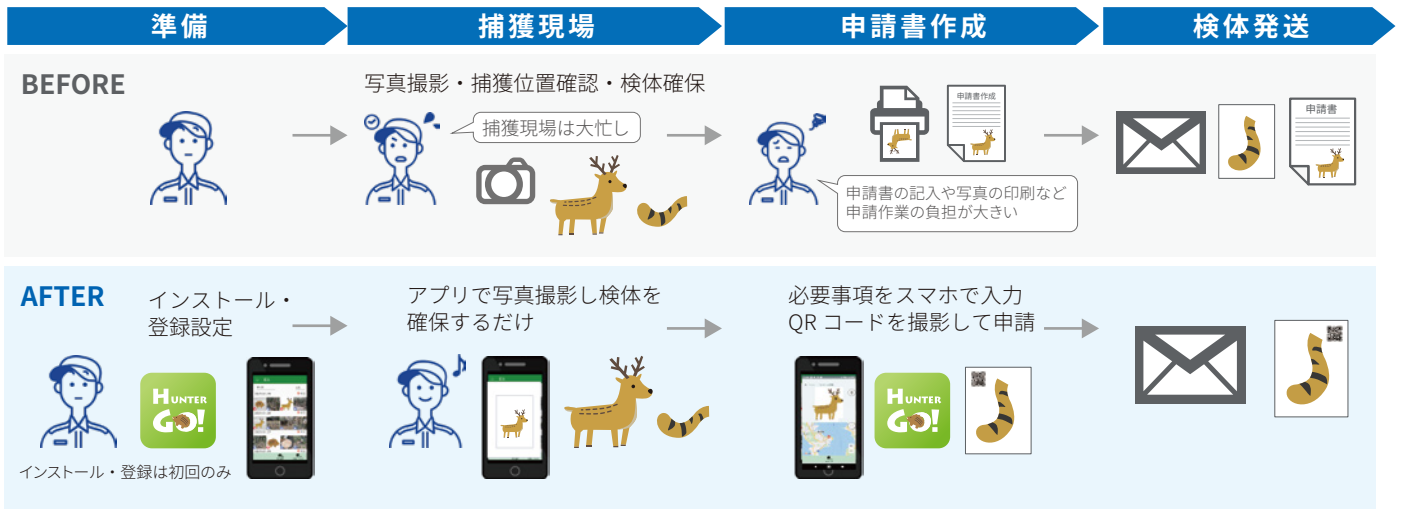 準備
捕獲現場
申請書作成
検体発送
BEFORE
写真撮影・捕獲位置確認・検体確保
捕獲現場は大忙し
申請書作成
申請書の記入や写真の印刷など
申請作業の負担が大きい
申請書
AFTER
インストール・
登録設定
HUNTER
GO!
インストール・登録は初回のみ
アプリで写真撮影し検体を
確保するだけ
必要事項をスマホで入力
QR コードを撮影して申請
HUNTER
GO!